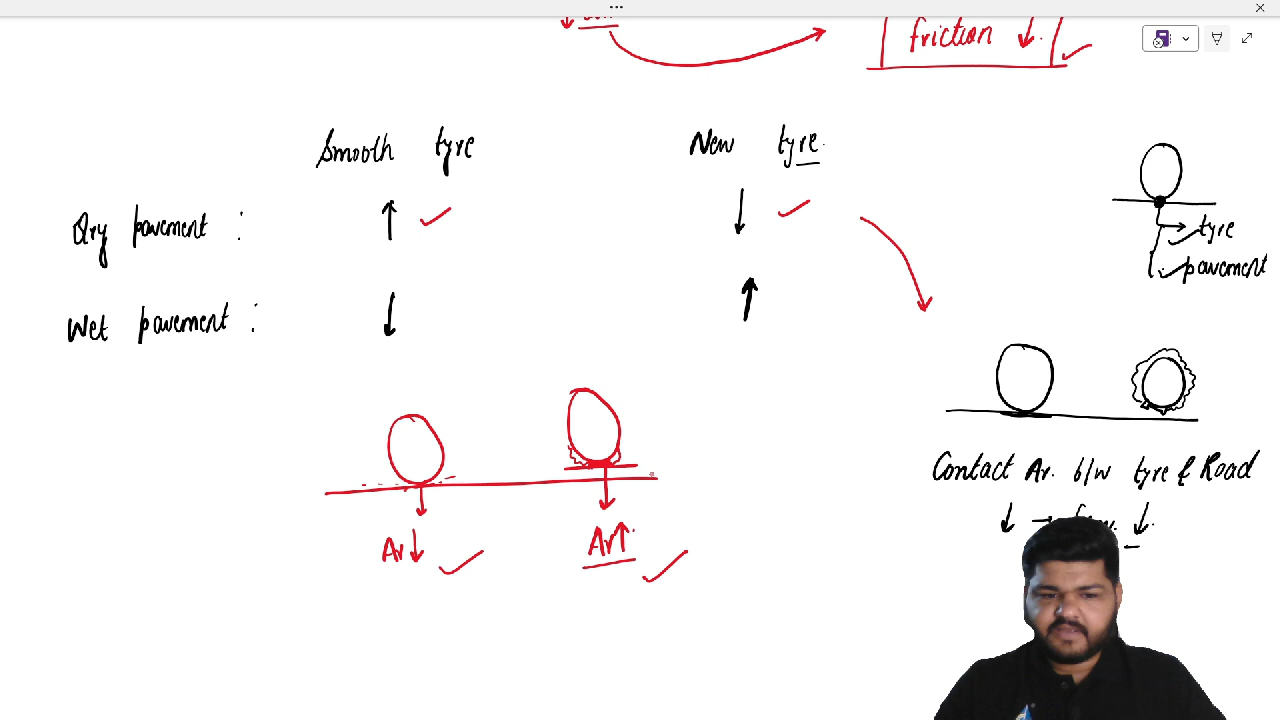 friction ↓.
Smooth tyre
New tyre.
Dry pavement : ↑ ↓
Wet pavement : ↓ ↑
tyre
pavement
Contact Ar. b/w tyre & Road
↓ → ↓.
Ar↓
Ar↑.